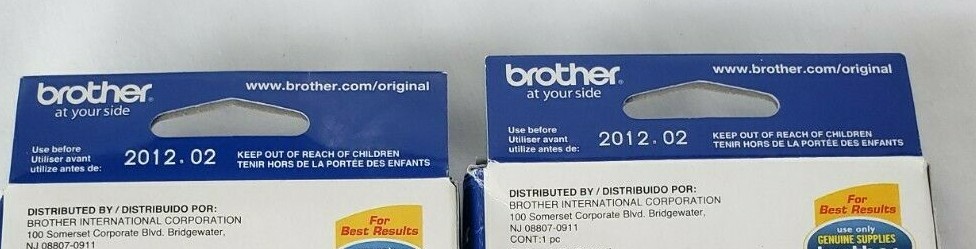 brother
at your side
www.brother.com/original
Use before
Utiliser avant
utilize antes de:
2012.02
KEEP OUT OF REACH OF CHILDREN
TENIR HORS DE LA PORTÉE DES ENFANTS
DISTRIBUTED BY / DISTRIBUIDO POR:
BROTHER INTERNATIONAL CORPORATION
100 Somerset Corporate Blvd. Bridgewater,
NJ 08807-0911
For
Best Results
brother
at your side
www.brother.com/original
Use before
Utiliser avant
utilize antes de:
2012.02
KEEP OUT OF REACH OF CHILDREN
TENIR HORS DE LA PORTÉE DES ENFANTS
DISTRIBUTED BY / DISTRIBUIDO POR:
BROTHER INTERNATIONAL CORPORATION
100 Somerset Corporate Blvd. Bridgewater,
NJ 08807-0911
CONT:1 pc
For
Best Results
use only
GENUINE SUPPLIES